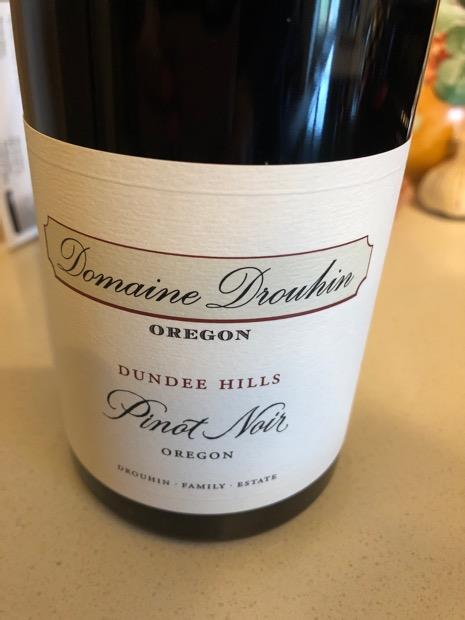 Domaine Drouhin
OREGON
DUNDEE HILLS
Pinot Noir
OREGON
DROUHIN · FAMILY · ESTATE